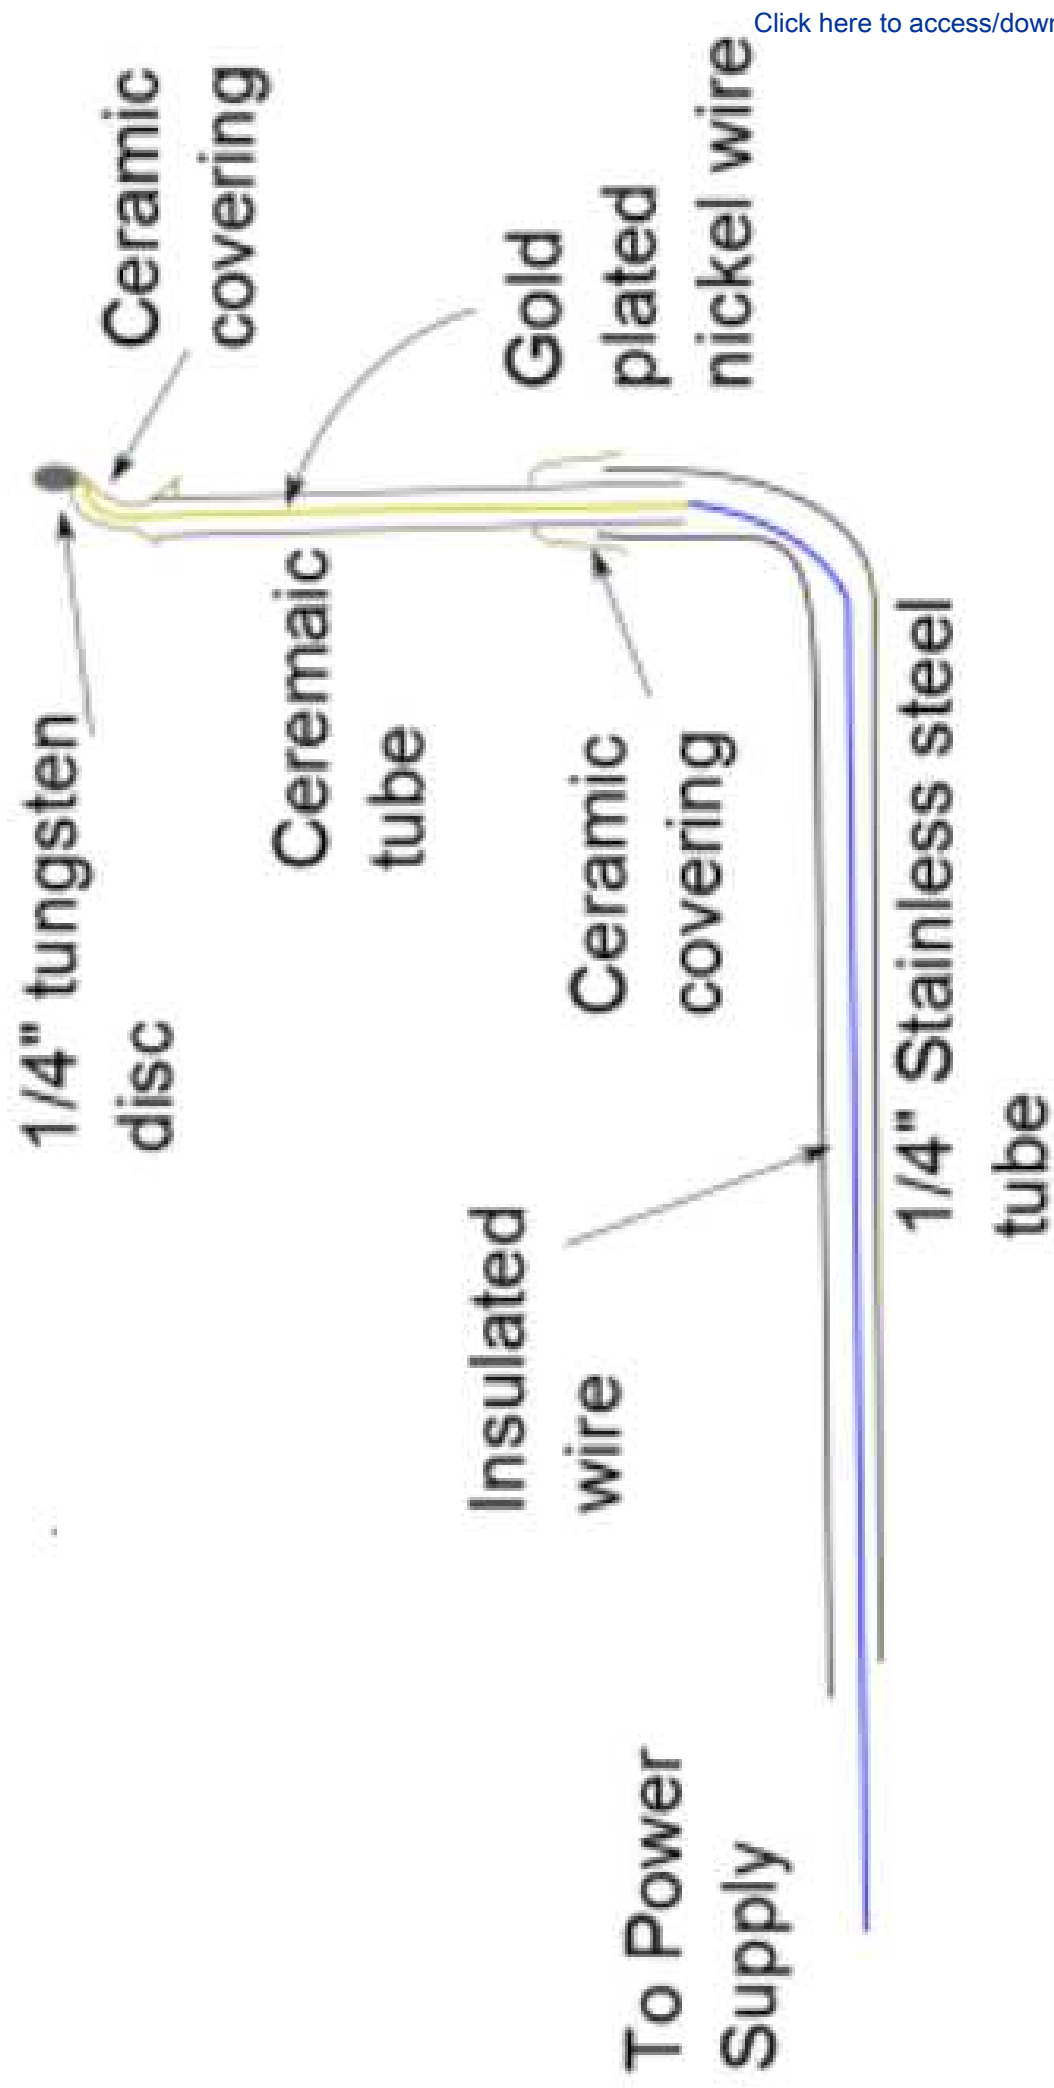 Click here to access/dow
Ceramic
covering
Gold
plated
nickel wire
1/4" tungsten
disc
Ceremaic
tube
Ceramic
covering
1/4" Stainless steel
tube
Insulated
wire
To Power
Supply